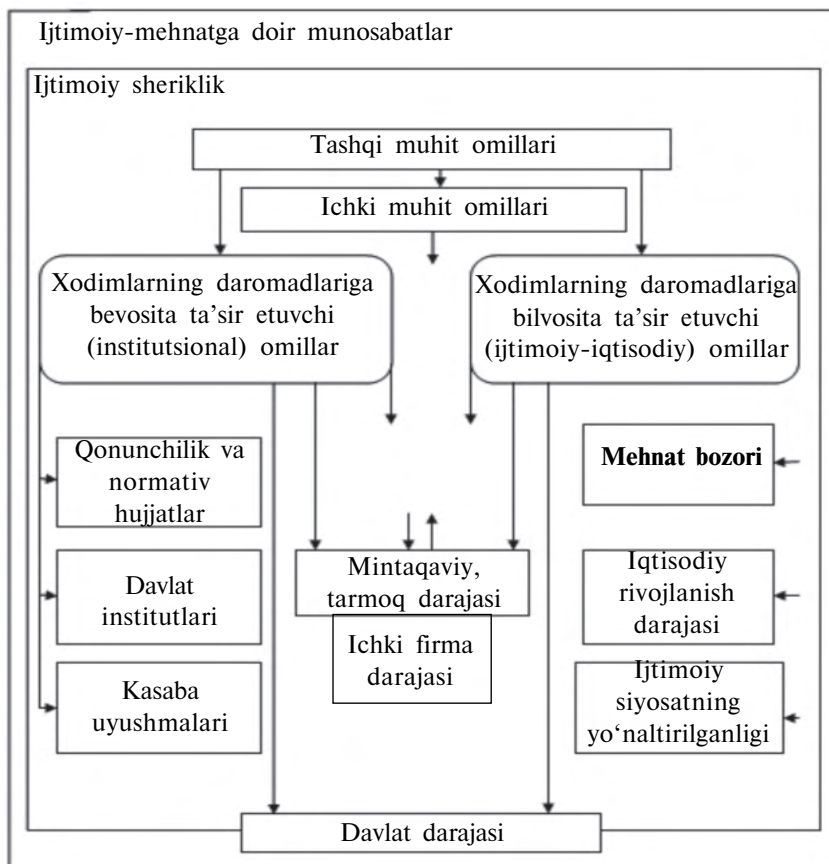 Ijtimoiy-mehnatga doir munosabatlar
Ijtimoiy sheriklik
Tashqi muhit omillari
Ichki muhit omillari
Xodimlarning daromadlariga
bevosita ta’sir etuvchi
(institutsional) omillar
Xodimlarning daromadlariga
bilvosita ta’sir etuvchi
(ijtimoiy-iqtisodiy) omillar
Qonunchilik va
normativ
hujjatlar
Davlat
institutlari
Kasaba
uyushmalari
Mintaqaviy,
tarmoq darajasi
Ichki firma
darajasi
Mehnat bozori
Iqtisodiy
rivojlanish
darajasi
Ijtimoiy
siyosatning
yo‘naltirilganligi
Davlat darajasi